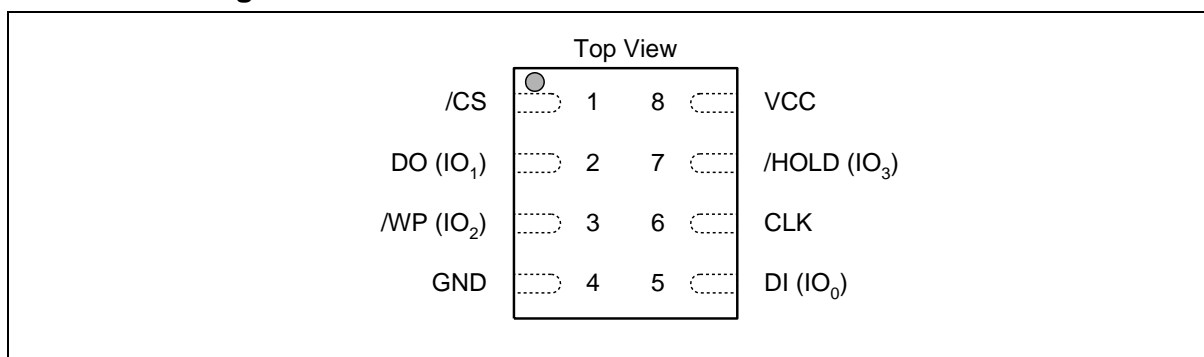 Top View
/CS 1 8 VCC
DO (IO₁) 2 7 /HOLD (IO₃)
/WP (IO₂) 3 6 CLK
GND 4 5 DI (IO₀)